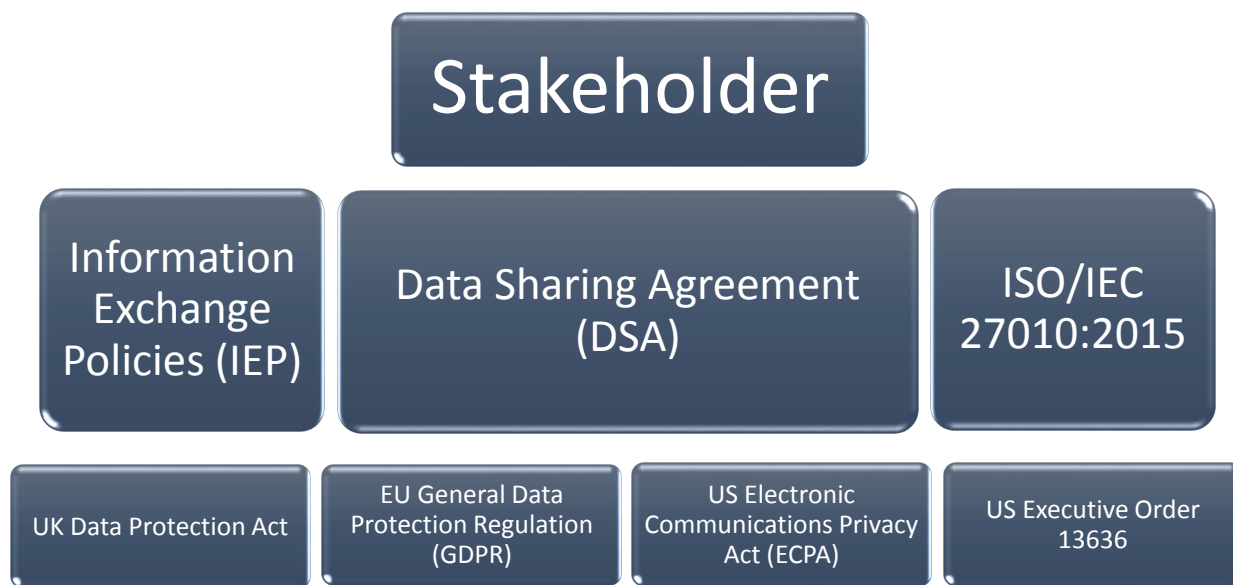 Stakeholder
Information
Exchange
Policies (IEP)
Data Sharing Agreement
(DSA)
ISO/IEC
27010:2015
UK Data Protection Act
EU General Data
Protection Regulation
(GDPR)
US Electronic
Communications Privacy
Act (ECPA)
US Executive Order
13636